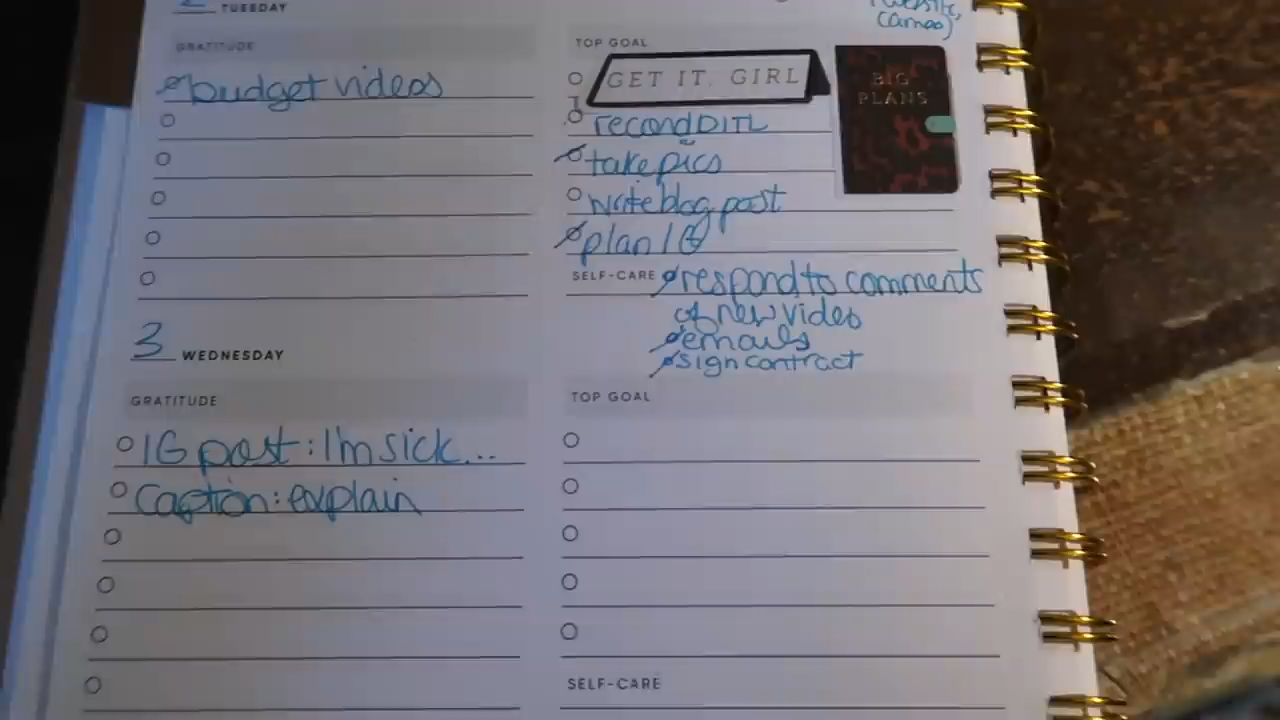 TUESDAY
(website,
cameo)
GRATITUDE
budget videos
TOP GOAL
GET IT, GIRL
BIG
PLANS
record DITL
take pics
write blog post
plan IG
SELF-CARE
respond to comments
of new video
emails
sign contract
3 WEDNESDAY
GRATITUDE
IG post: I'm sick...
Caption: explain
TOP GOAL
SELF-CARE